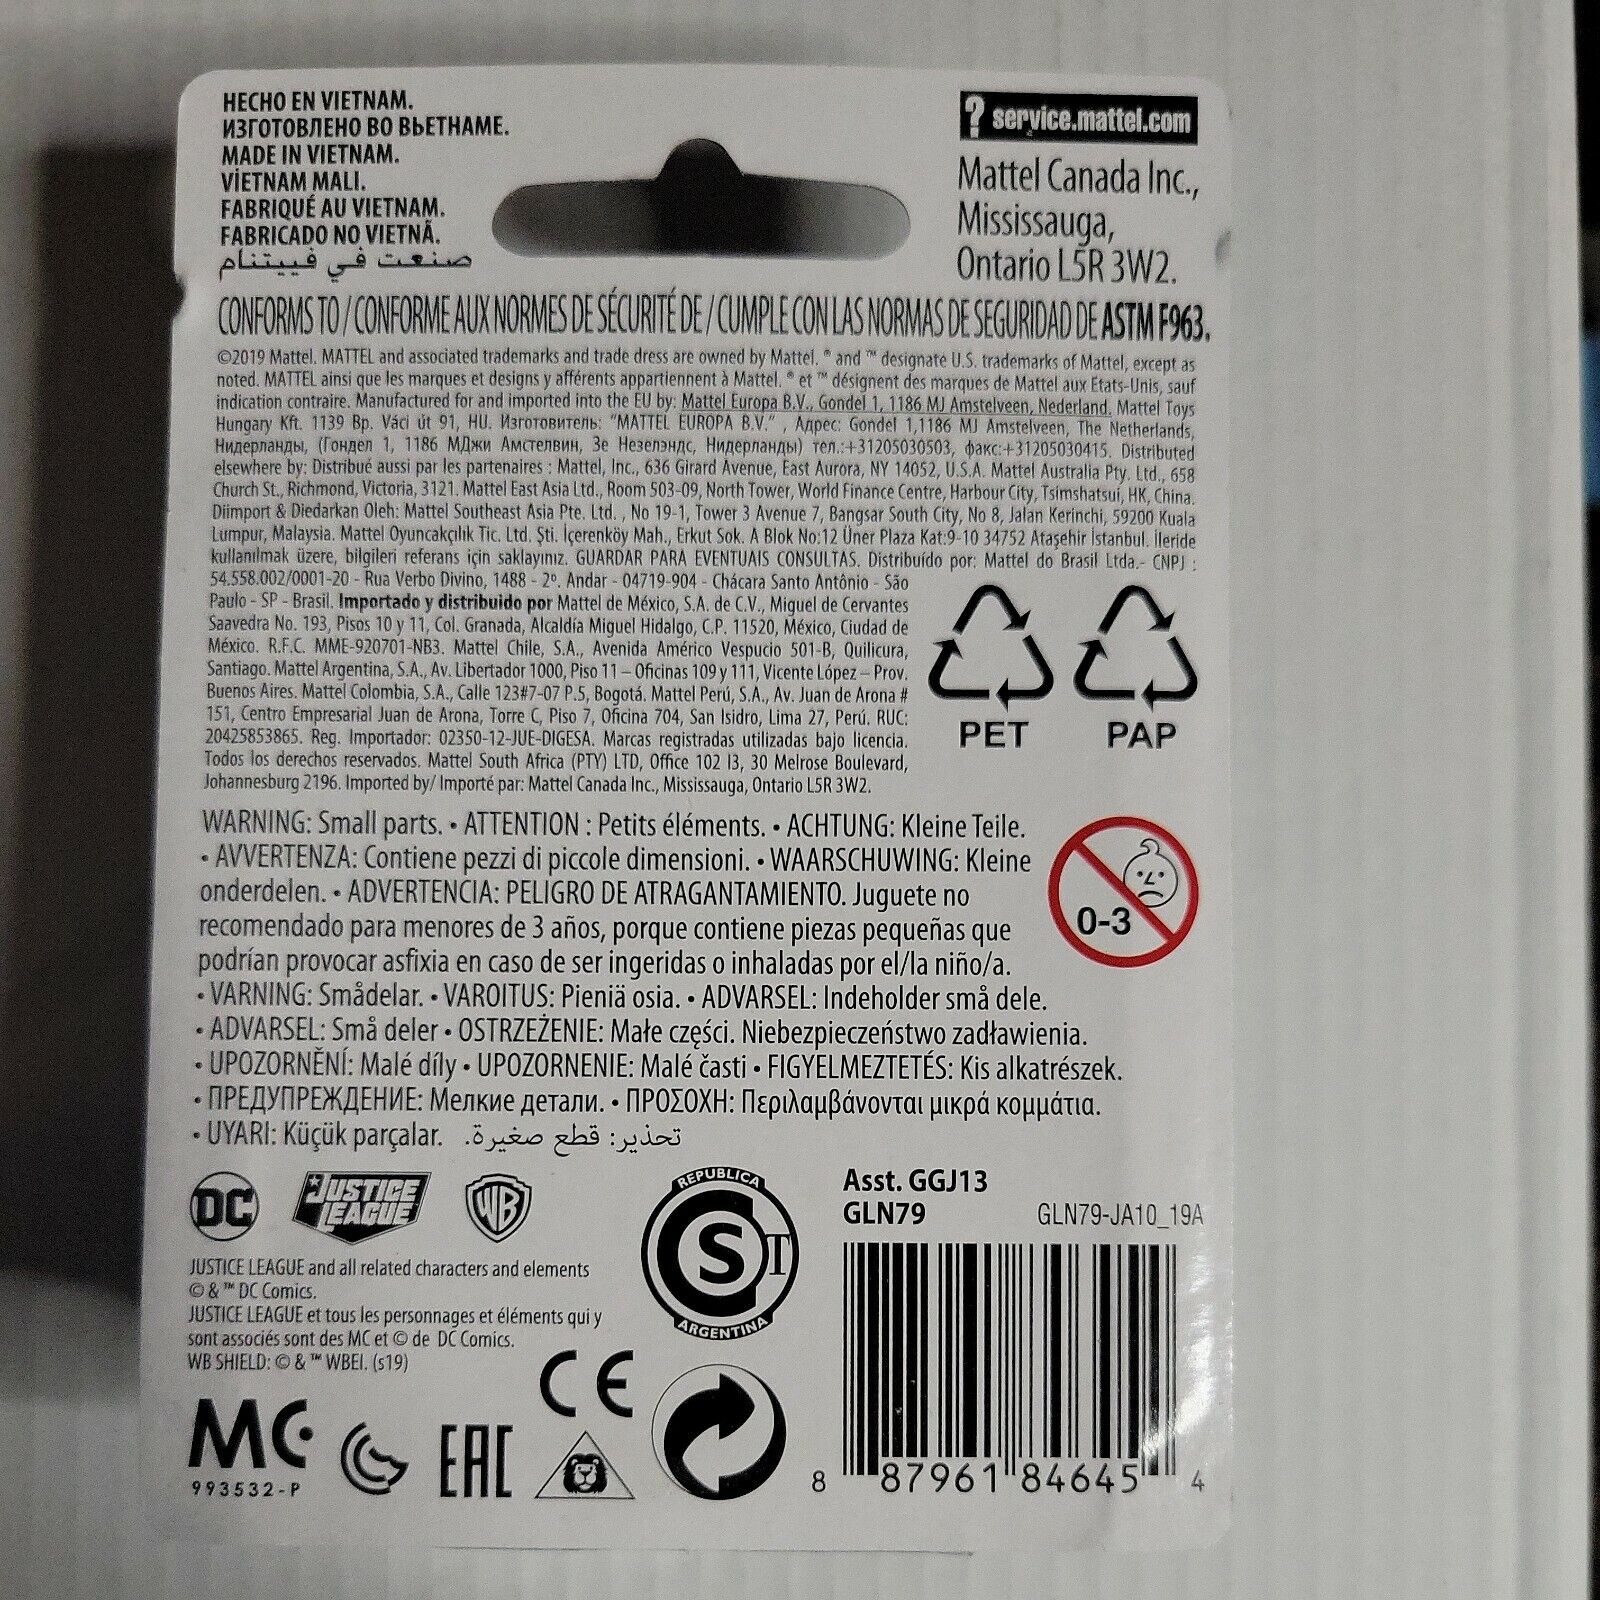 HECHO EN VIETNAM.
ИЗГОТОВЛЕНО ВО ВЬЕТНАМЕ.
MADE IN VIETNAM.
VİETNAM MALI.
FABRIQUÉ AU VIETNAM.
FABRICADO NO VIETNÃ.
صنعت في فييتنام
? service.mattel.com
Mattel Canada Inc.,
Mississauga,
Ontario L5R 3W2.
CONFORMS TO / CONFORME AUX NORMES DE SÉCURITÉ DE / CUMPLE CON LAS NORMAS DE SEGURIDAD DE ASTM F963.
©2019 Mattel. MATTEL and associated trademarks and trade dress are owned by Mattel. ® and ™ designate U.S. trademarks of Mattel, except as
noted. MATTEL ainsi que les marques et designs y afférents appartiennent à Mattel. ® et ™ désignent des marques de Mattel aux États-Unis, sauf
indication contraire. Manufactured for and imported into the EU by: Mattel Europa B.V., Gondel 1, 1186 MJ Amstelveen, Nederland. Mattel Toys
Hungary Kft. 1139 Bp. Váci út 91, HU. Изготовитель: "MATTEL EUROPA B.V." , Адрес: Gondel 1,1186 MJ Amstelveen, The Netherlands,
Нидерланды, (Гондел 1, 1186 МДжи Амстелвин, Зе Незелэндс, Нидерланды) тел.:+31205030503, факс:+31205030415. Distributed
elsewhere by: Distribué aussi par les partenaires : Mattel, Inc., 636 Girard Avenue, East Aurora, NY 14052, U.S.A. Mattel Australia Pty. Ltd., 658
Church St., Richmond, Victoria, 3121. Mattel East Asia Ltd., Room 503-09, North Tower, World Finance Centre, Harbour City, Tsimshatsui, HK, China.
Diimport & Diedarkan Oleh: Mattel Southeast Asia Pte. Ltd. , No 19-1, Tower 3 Avenue 7, Bangsar South City, No 8, Jalan Kerinchi, 59200 Kuala
Lumpur, Malaysia. Mattel Oyuncakçılık Tic. Ltd. Şti. İçerenköy Mah., Erkut Sok. A Blok No:12 Üner Plaza Kat:9-10 34752 Ataşehir İstanbul. İleride
kullanılmak üzere, bilgileri referans için saklayınız. GUARDAR PARA EVENTUAIS CONSULTAS. Distribuído por: Mattel do Brasil Ltda.- CNPJ :
54.558.002/0001-20 - Rua Verbo Divino, 1488 - 2º. Andar - 04719-904 - Chácara Santo Antônio - São
Paulo - SP - Brasil. Importado y distribuido por Mattel de México, S.A. de C.V., Miguel de Cervantes
Saavedra No. 193, Pisos 10 y 11, Col. Granada, Alcaldía Miguel Hidalgo, C.P. 11520, México, Ciudad de
México. R.F.C. MME-920701-NB3. Mattel Chile, S.A., Avenida Américo Vespucio 501-B, Quilicura,
Santiago. Mattel Argentina, S.A., Av. Libertador 1000, Piso 11 – Oficinas 109 y 111, Vicente López – Prov.
Buenos Aires. Mattel Colombia, S.A., Calle 123#7-07 P.5, Bogotá. Mattel Perú, S.A., Av. Juan de Arona #
151, Centro Empresarial Juan de Arona, Torre C, Piso 7, Oficina 704, San Isidro, Lima 27, Perú. RUC:
20425853865. Reg. Importador: 02350-12-JUE-DIGESA. Marcas registradas utilizadas bajo licencia.
Todos los derechos reservados. Mattel South Africa (PTY) LTD, Office 102 I3, 30 Melrose Boulevard,
Johannesburg 2196. Imported by/ Importé par: Mattel Canada Inc., Mississauga, Ontario L5R 3W2.
PET PAP
WARNING: Small parts. • ATTENTION : Petits éléments. • ACHTUNG: Kleine Teile.
• AVVERTENZA: Contiene pezzi di piccole dimensioni. • WAARSCHUWING: Kleine
onderdelen. • ADVERTENCIA: PELIGRO DE ATRAGANTAMIENTO. Juguete no
recomendado para menores de 3 años, porque contiene piezas pequeñas que
podrían provocar asfixia en caso de ser ingeridas o inhaladas por el/la niño/a.
• VARNING: Smådelar. • VAROITUS: Pieniä osia. • ADVARSEL: Indeholder små dele.
• ADVARSEL: Små deler • OSTRZEŻENIE: Małe części. Niebezpieczeństwo zadławienia.
• UPOZORNĚNÍ: Malé díly • UPOZORNENIE: Malé časti • FIGYELMEZTETÉS: Kis alkatrészek.
• ПРЕДУПРЕЖДЕНИЕ: Мелкие детали. • ΠΡΟΣΟΧΗ: Περιλαμβάνονται μικρά κομμάτια.
• UYARI: Küçük parçalar. تحذير: قطع صغيرة.
0-3
DC JUSTICE LEAGUE WB
REPUBLICA
CST
ARGENTINA
Asst. GGJ13
GLN79 GLN79-JA10_19A
JUSTICE LEAGUE and all related characters and elements
© & ™ DC Comics.
JUSTICE LEAGUE et tous les personnages et éléments qui y
sont associés sont des MC et © de DC Comics.
WB SHIELD: © & ™ WBEI. (s19)
MC
993532-P
EAC
CE
8 87961 84645 4